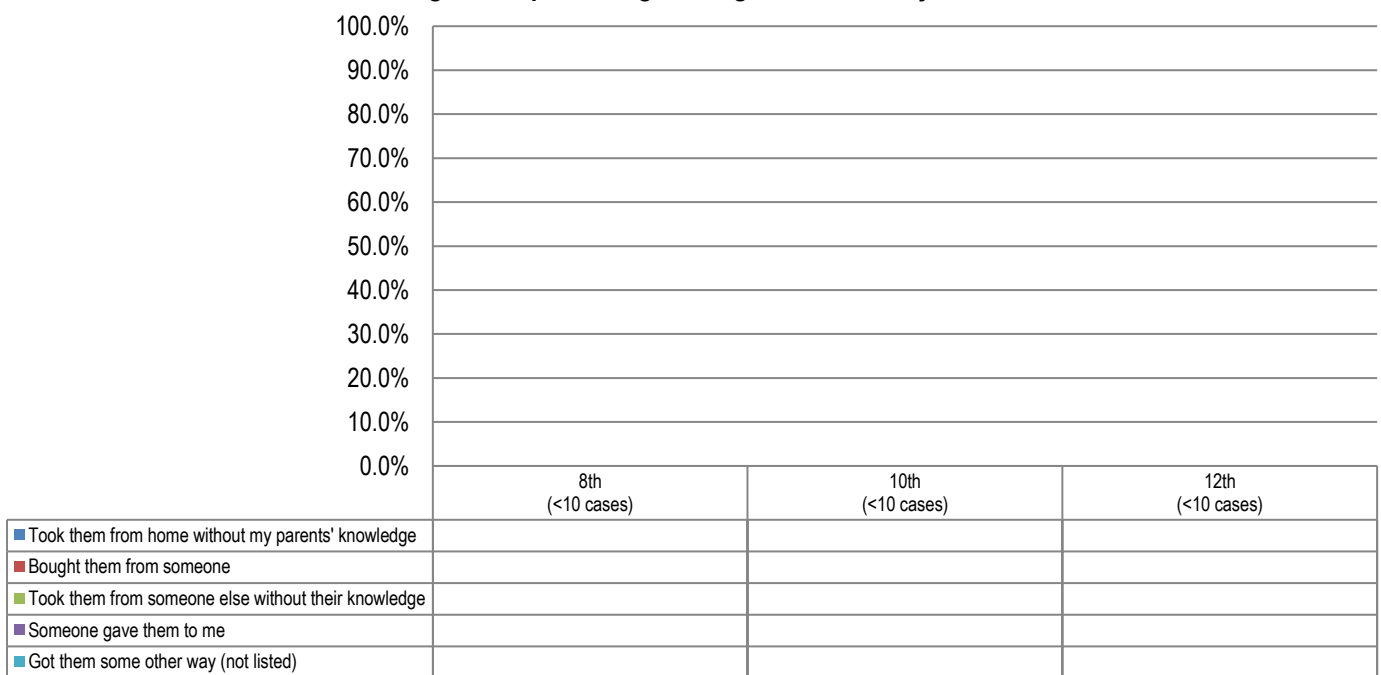 100.0%
90.0%
80.0%
70.0%
60.0%
50.0%
40.0%
30.0%
20.0%
10.0%
0.0%
8th 10th 12th
(<10 cases) (<10 cases) (<10 cases)
Took them from home without my parents' knowledge
Bought them from someone
Took them from someone else without their knowledge
Someone gave them to me
Got them some other way (not listed)